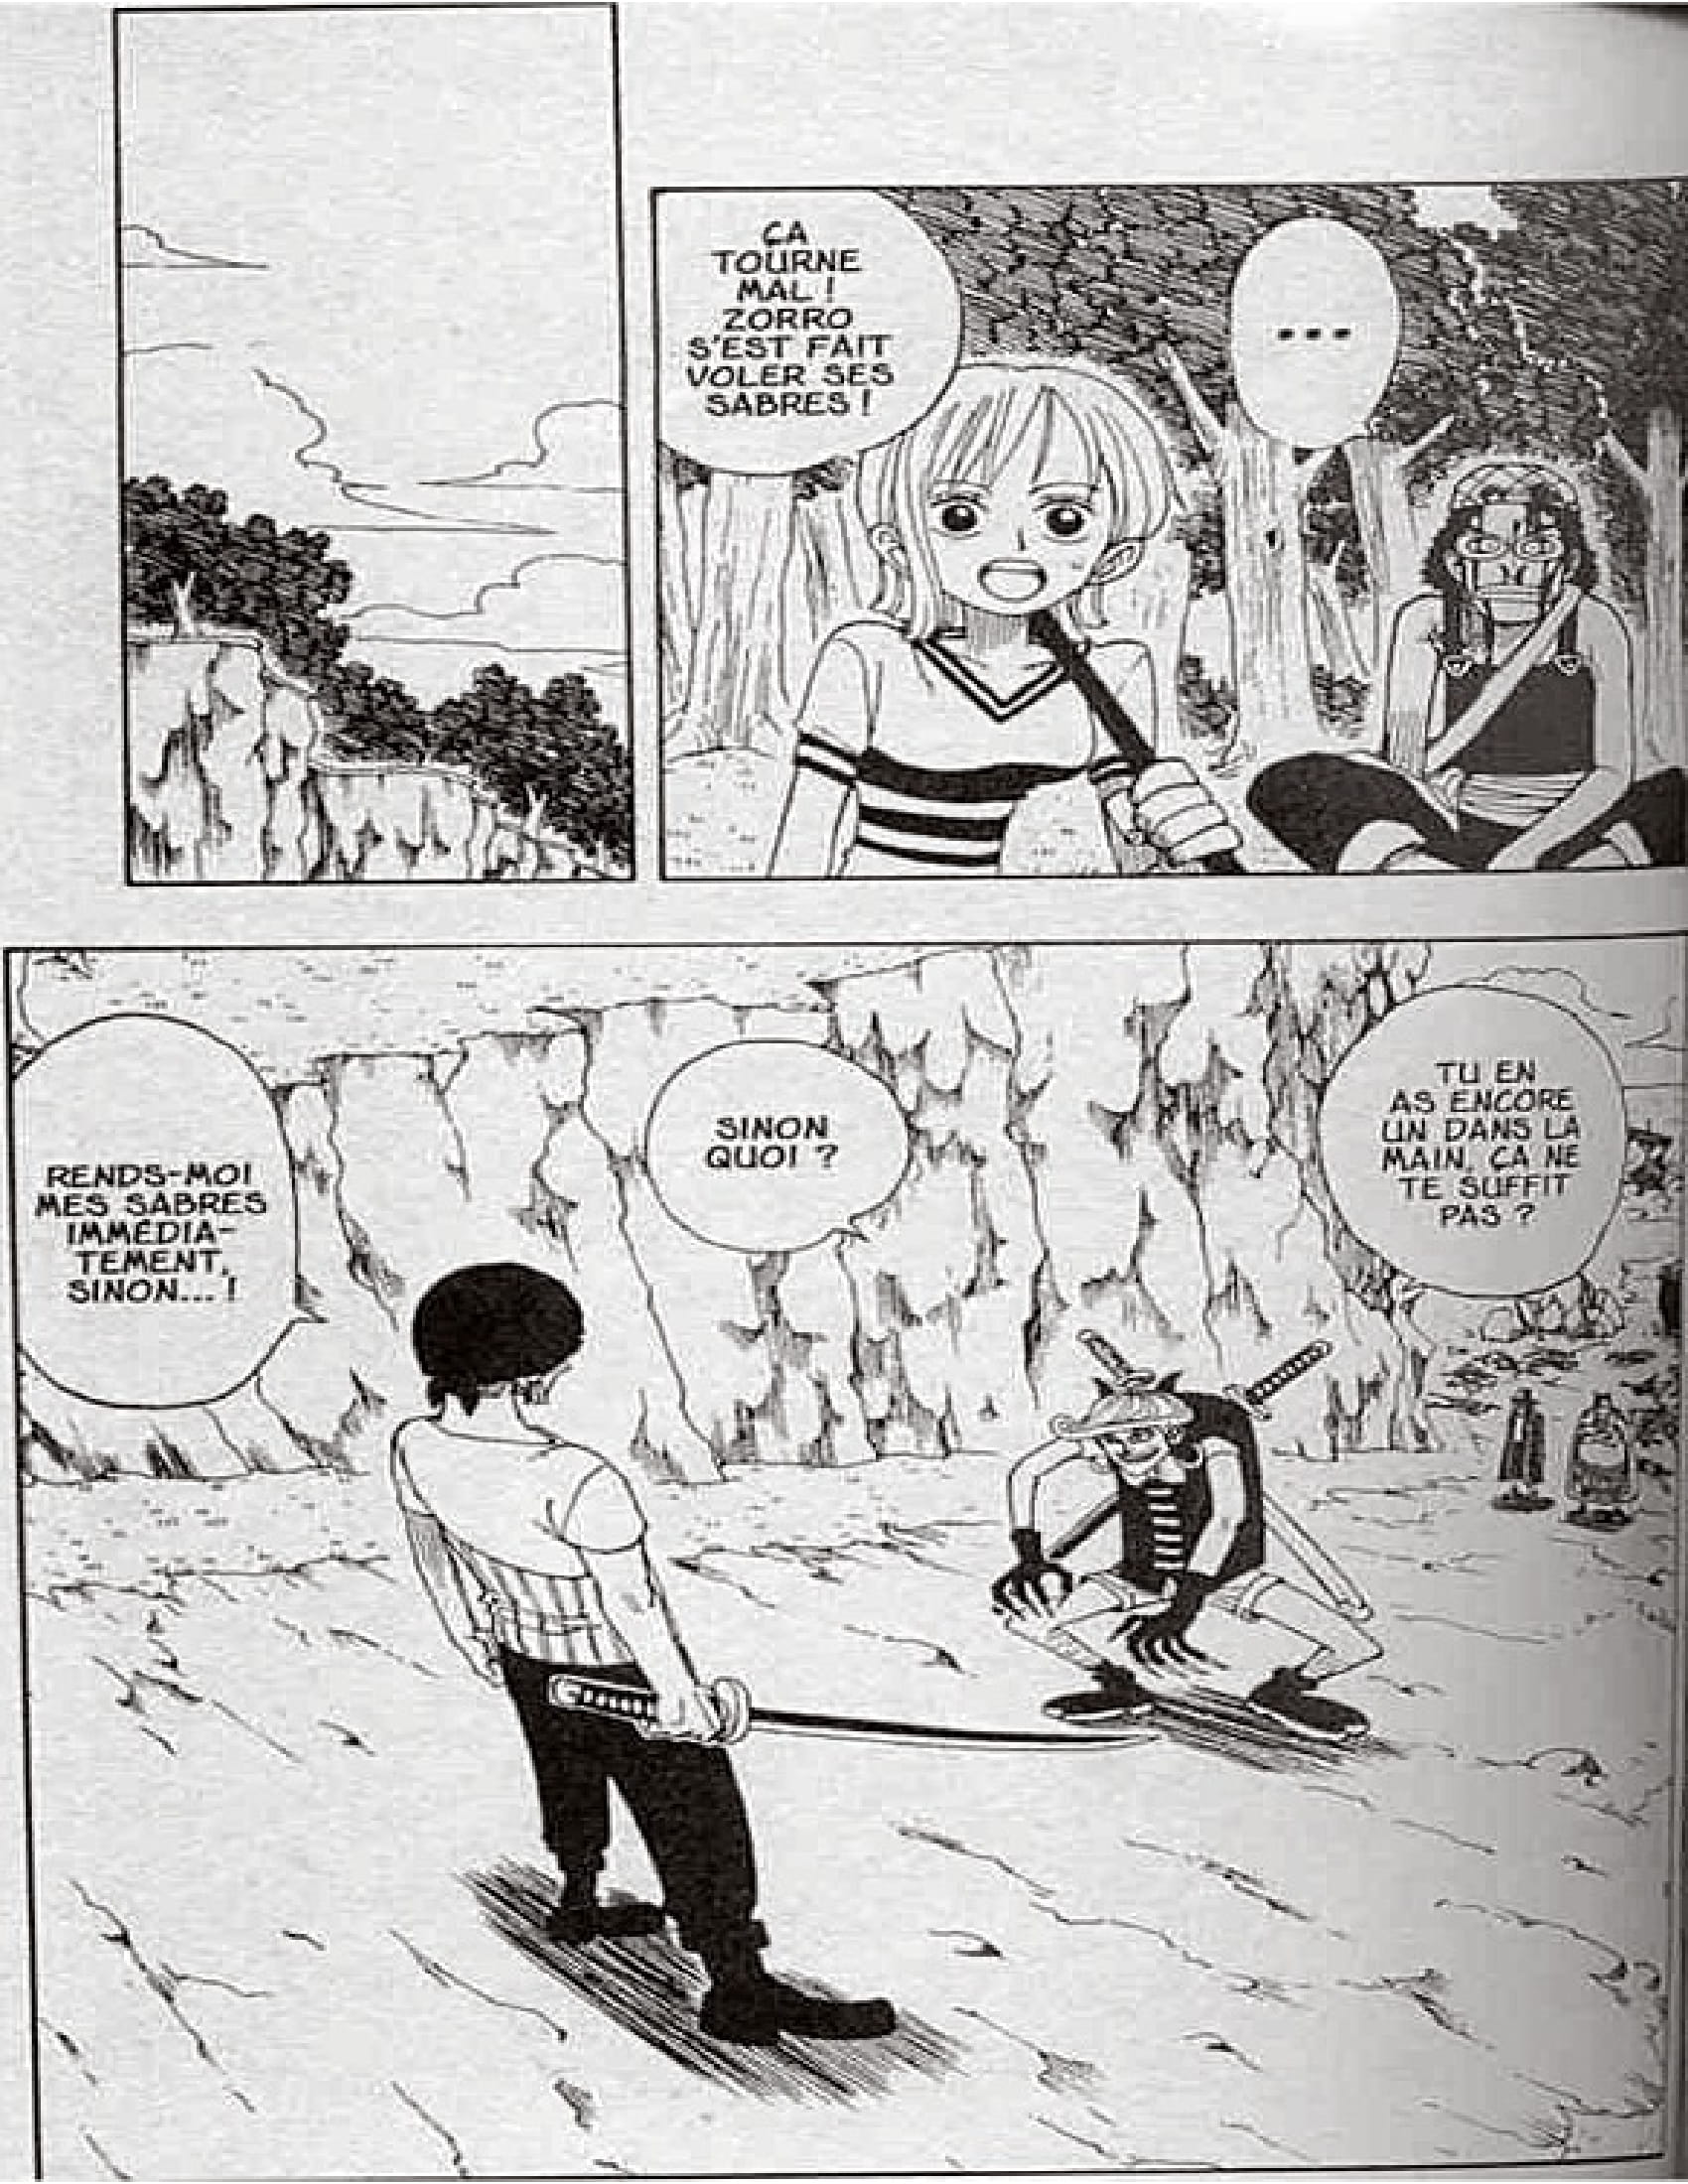 ÇA
TOURNE
MAL !
ZORRO
S'EST FAIT
VOLER SES
SABRES !
...
RENDS-MOI
MES SABRES
IMMÉDIA-
TEMENT,
SINON... !
SINON
QUOI ?
TU EN
AS ENCORE
UN DANS LA
MAIN, ÇA NE
TE SUFFIT
PAS ?